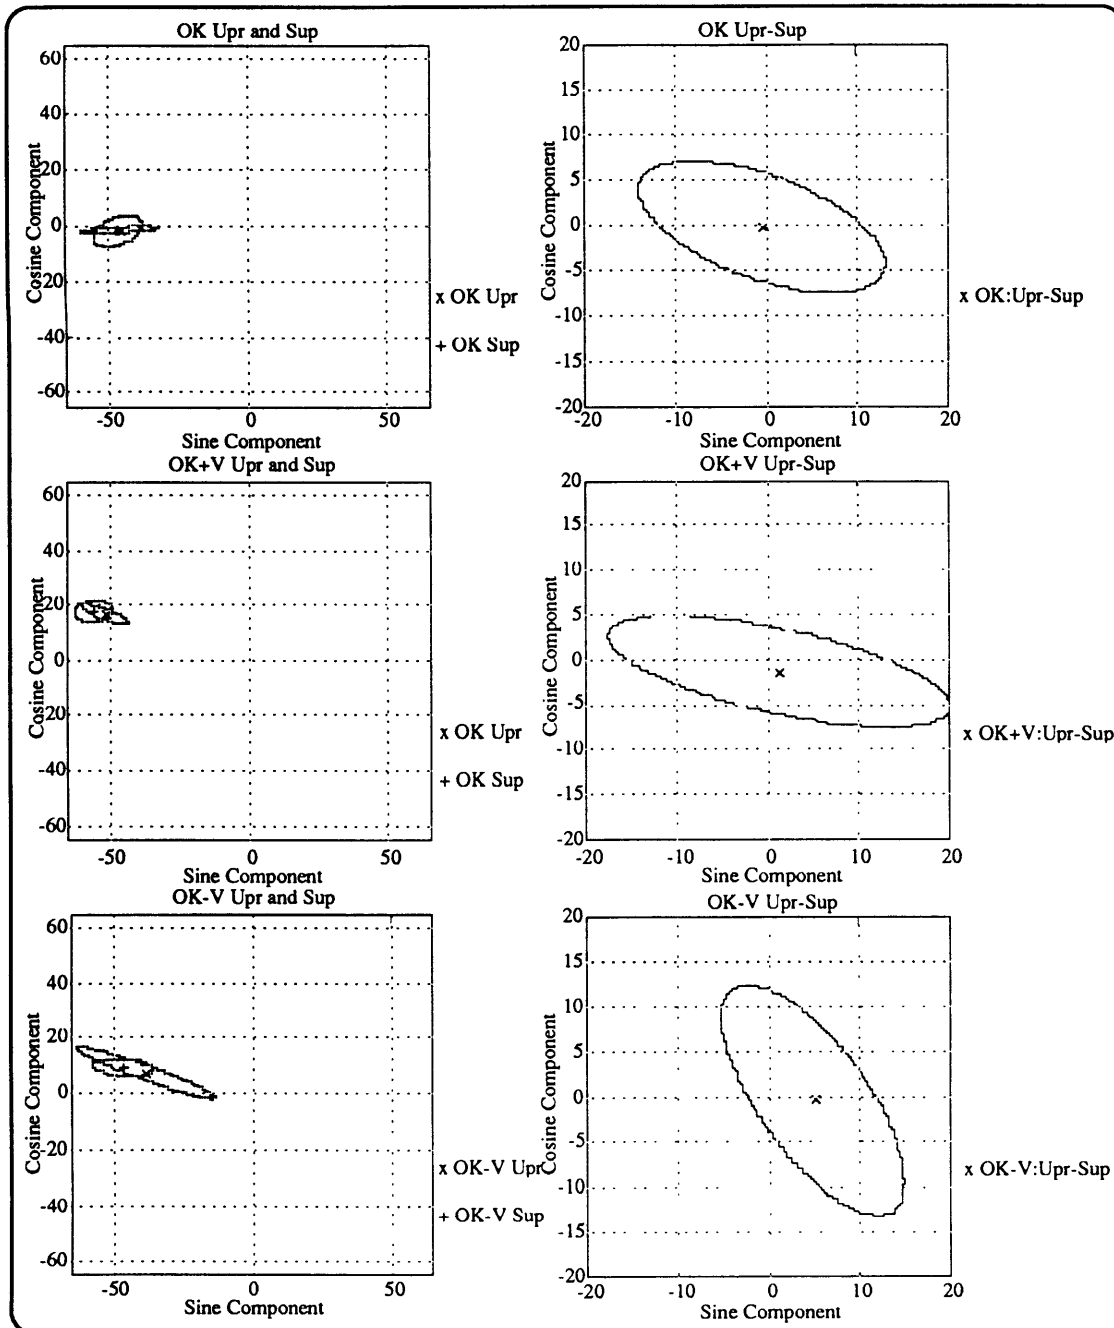 OK Upr and Sup
60
40
20
0
-20
-40
-60
-50
0
50
Cosine Component
Sine Component
x OK Upr
+ OK Sup
OK Upr-Sup
20
15
10
5
0
-5
-10
-15
-20
-20
-10
0
10
20
Cosine Component
Sine Component
x OK:Upr-Sup
OK+V Upr and Sup
60
40
20
0
-20
-40
-60
-50
0
50
Cosine Component
Sine Component
x OK Upr
+ OK Sup
OK+V Upr-Sup
20
15
10
5
0
-5
-10
-15
-20
-20
-10
0
10
20
Cosine Component
Sine Component
x OK+V:Upr-Sup
OK-V Upr and Sup
60
40
20
0
-20
-40
-60
-50
0
50
Cosine Component
Sine Component
x OK-V Upr
+ OK-V Sup
OK-V Upr-Sup
20
15
10
5
0
-5
-10
-15
-20
-20
-10
0
10
20
Cosine Component
Sine Component
x OK-V:Upr-Sup